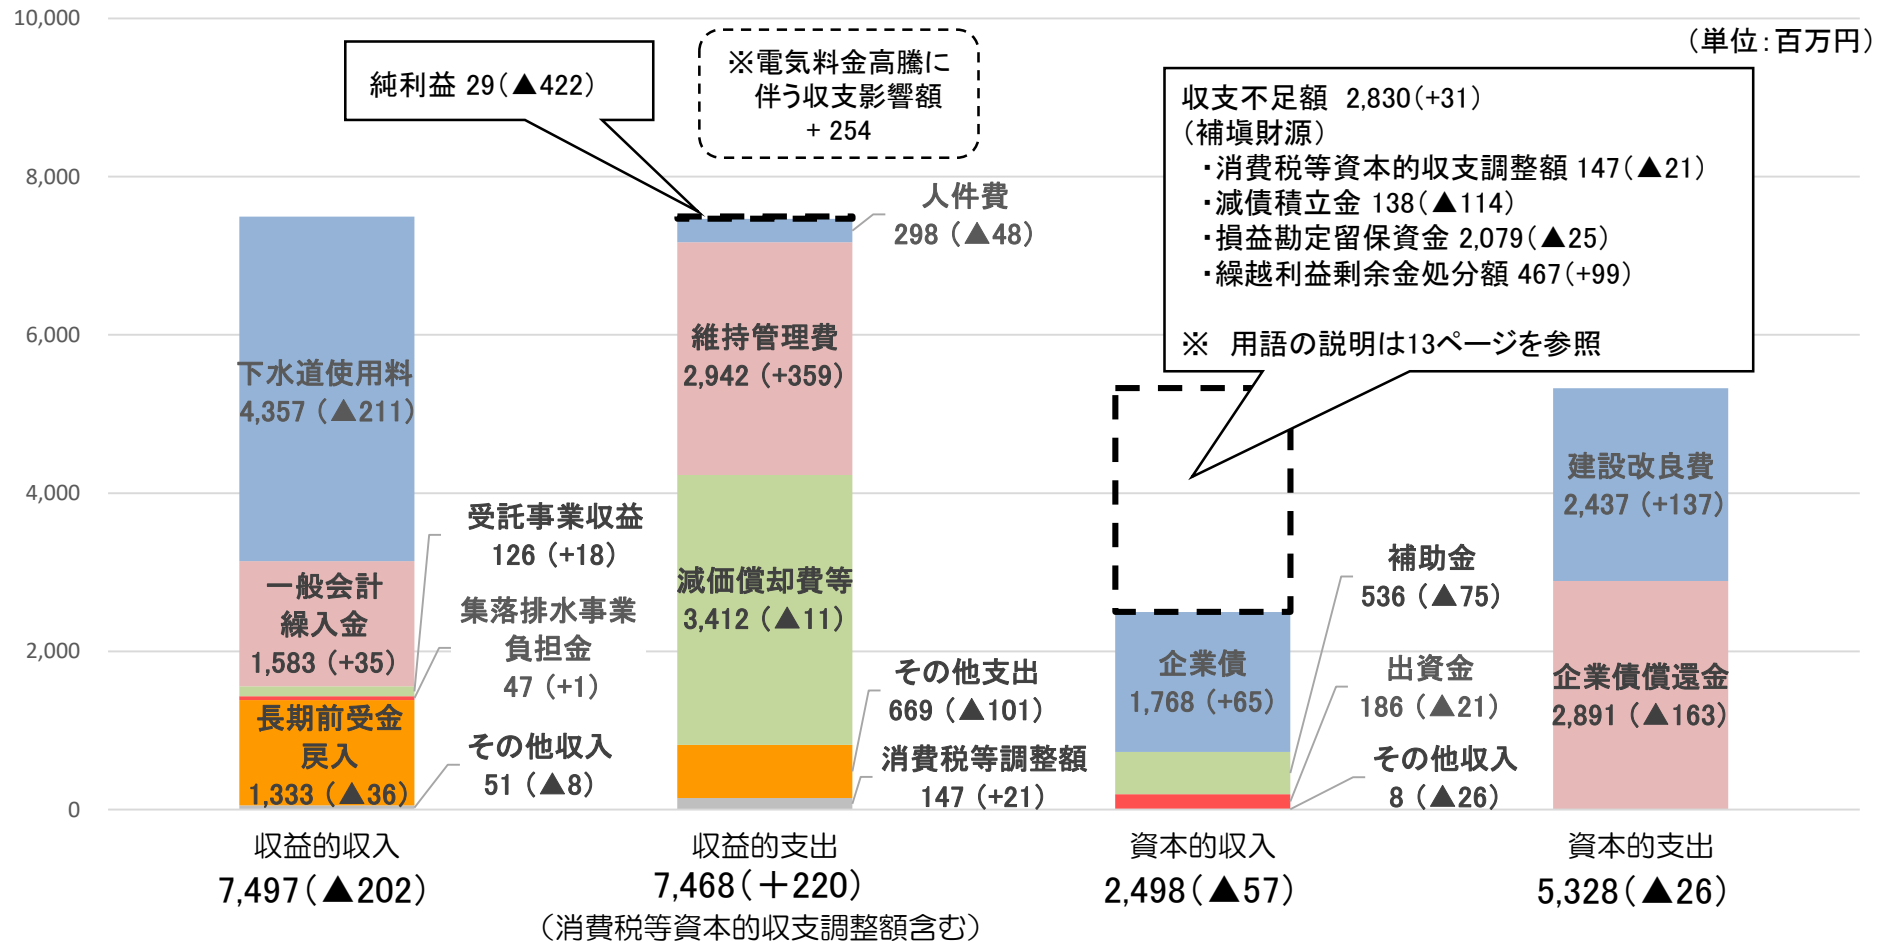 (単位:百万円)
10,000
8,000
6,000
4,000
2,000
0
純利益 29(▲422)
※電気料金高騰に
伴う収支影響額
+ 254
収支不足額 2,830(+31)
(補塡財源)
・消費税等資本的収支調整額 147(▲21)
・減債積立金 138(▲114)
・損益勘定留保資金 2,079(▲25)
・繰越利益剰余金処分額 467(+99)
※ 用語の説明は13ページを参照
下水道使用料
4,357(▲211)
一般会計
繰入金
1,583(+35)
受託事業収益
126(+18)
集落排水事業
負担金
47(+1)
長期前受金
戻入
1,333(▲36)
その他収入
51(▲8)
人件費
298(▲48)
維持管理費
2,942(+359)
減価償却費等
3,412(▲11)
その他支出
669(▲101)
消費税等調整額
147(+21)
企業債
1,768(+65)
補助金
536(▲75)
出資金
186(▲21)
その他収入
8(▲26)
建設改良費
2,437(+137)
企業債償還金
2,891(▲163)
収益的収入
7,497(▲202)
収益的支出
7,468(+220)
(消費税等資本的収支調整額含む)
資本的収入
2,498(▲57)
資本的支出
5,328(▲26)